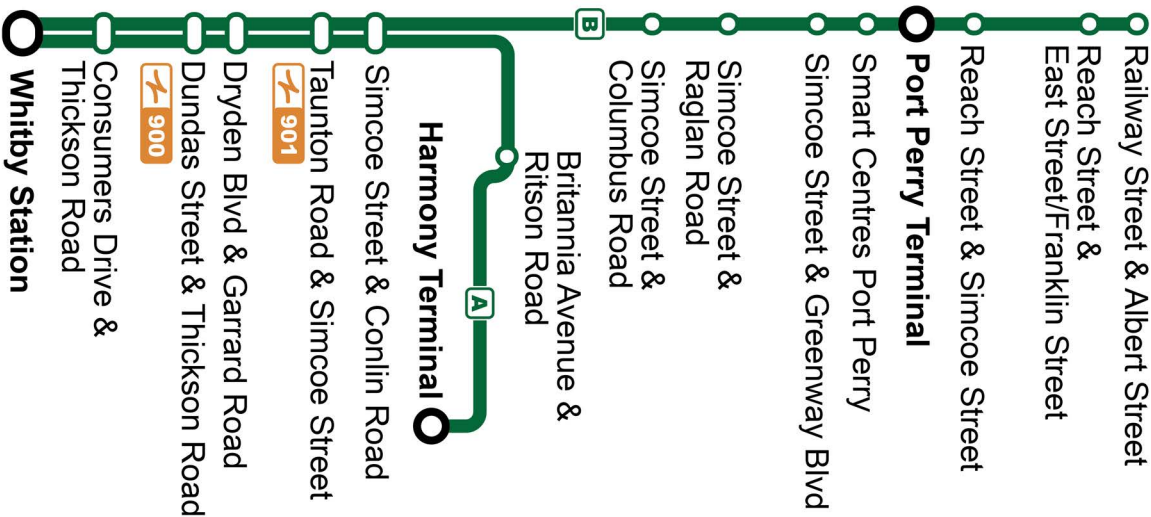 Whitby Station
Consumers Drive &
Thickson Road
Dundas Street & Thickson Road
900
Dryden Blvd & Garrard Road
Taunton Road & Simcoe Street
901
Simcoe Street & Conlin Road
Harmony Terminal
A
Britannia Avenue &
Ritson Road
B
Simcoe Street &
Columbus Road
Simcoe Street &
Raglan Road
Simcoe Street & Greenway Blvd
Smart Centres Port Perry
Port Perry Terminal
Reach Street & Simcoe Street
Reach Street &
East Street/Franklin Street
Railway Street & Albert Street